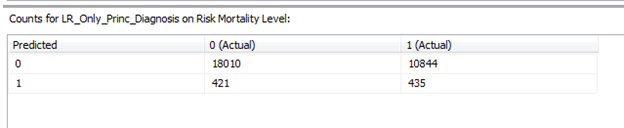 Counts for LR_Only_Princ_Diagnosis on Risk Mortality Level:
Predicted 0 (Actual) 1 (Actual)
0 18010 10844
1 421 435